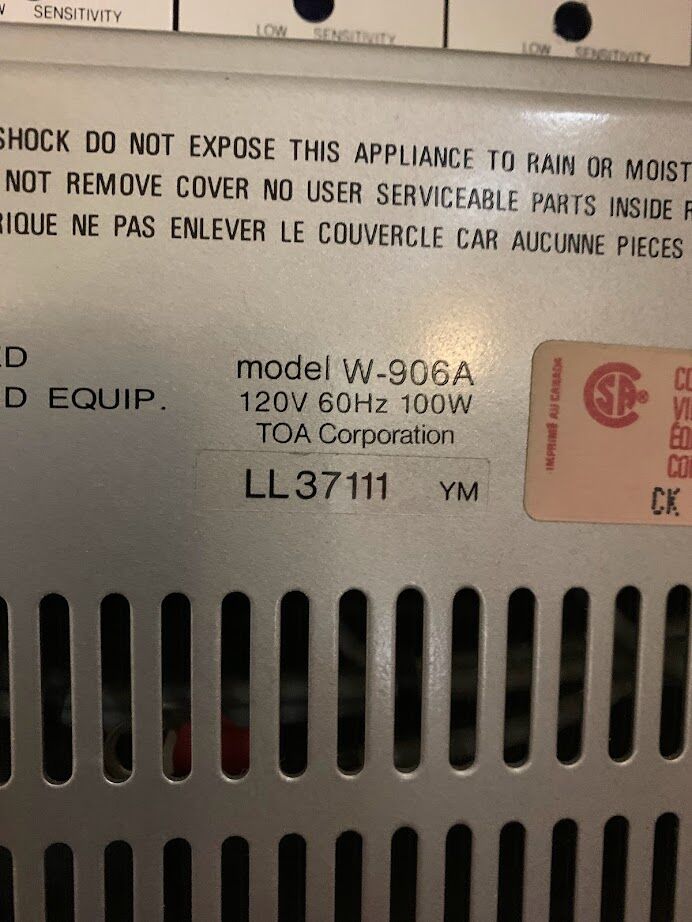 SENSITIVITY
LOW SENSITIVITY
LOW SENSITIVITY
SHOCK DO NOT EXPOSE THIS APPLIANCE TO RAIN OR MOIST
NOT REMOVE COVER NO USER SERVICEABLE PARTS INSIDE
RIQUE NE PAS ENLEVER LE COUVERCLE CAR AUCUNNE PIECES
ED
D EQUIP.
model W-906A
120V 60Hz 100W
TOA Corporation
LL37111 YM
IMPRIMÉ AU CANADA
CSA
CK